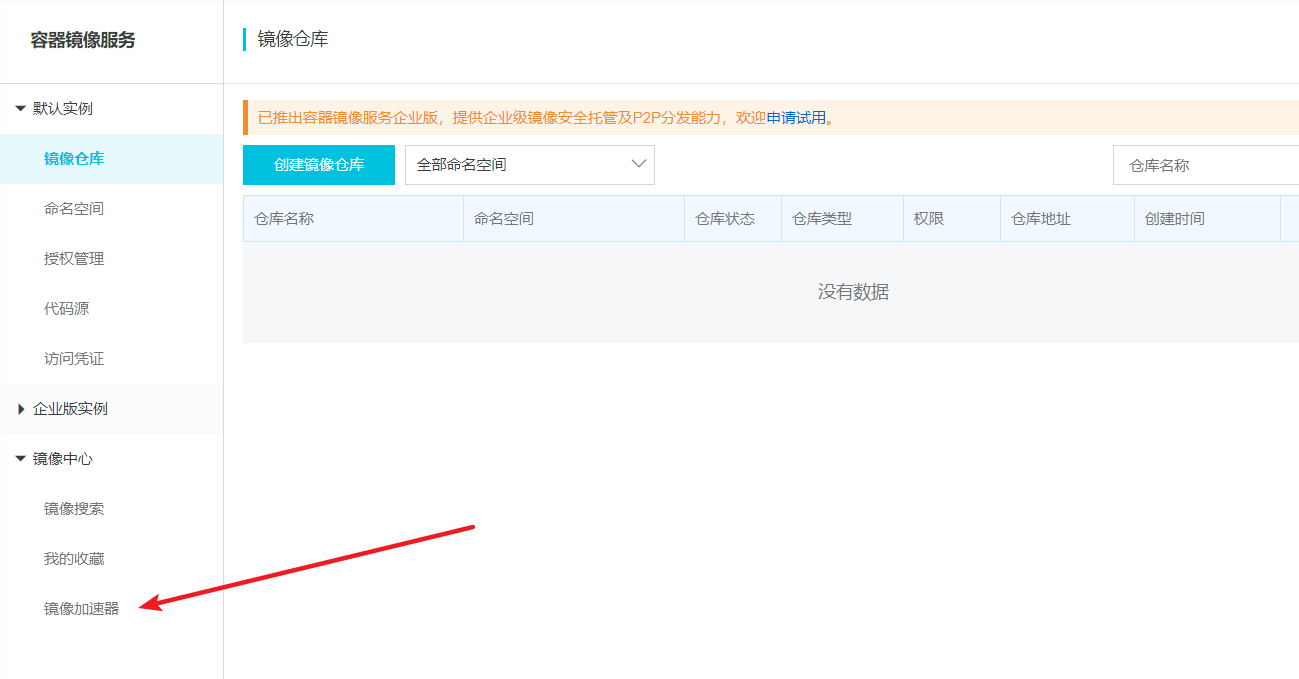 容器镜像服务
默认实例
镜像仓库
命名空间
授权管理
代码源
访问凭证
企业版实例
镜像中心
镜像搜索
我的收藏
镜像加速器
镜像仓库
已推出容器镜像服务企业版，提供企业级镜像安全托管及P2P分发能力，欢迎申请试用。
创建镜像仓库 全部命名空间 仓库名称
仓库名称 命名空间 仓库状态 仓库类型 权限 仓库地址 创建时间
没有数据